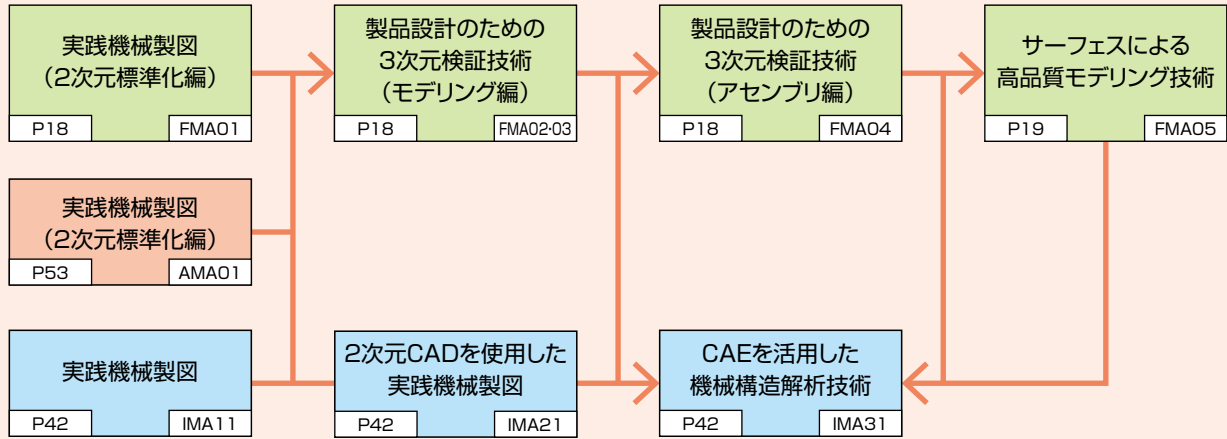 実践機械製図
(2次元標準化編)
P18
FMA01
製品設計のための
3次元検証技術
(モデリング編)
P18
FMA02・03
製品設計のための
3次元検証技術
(アセンブリ編)
P18
FMA04
サーフェスによる
高品質モデリング技術
P19
FMA05
実践機械製図
(2次元標準化編)
P53
AMA01
実践機械製図
P42
IMA11
2次元CADを使用した
実践機械製図
P42
IMA21
CAEを活用した
機械構造解析技術
P42
IMA31